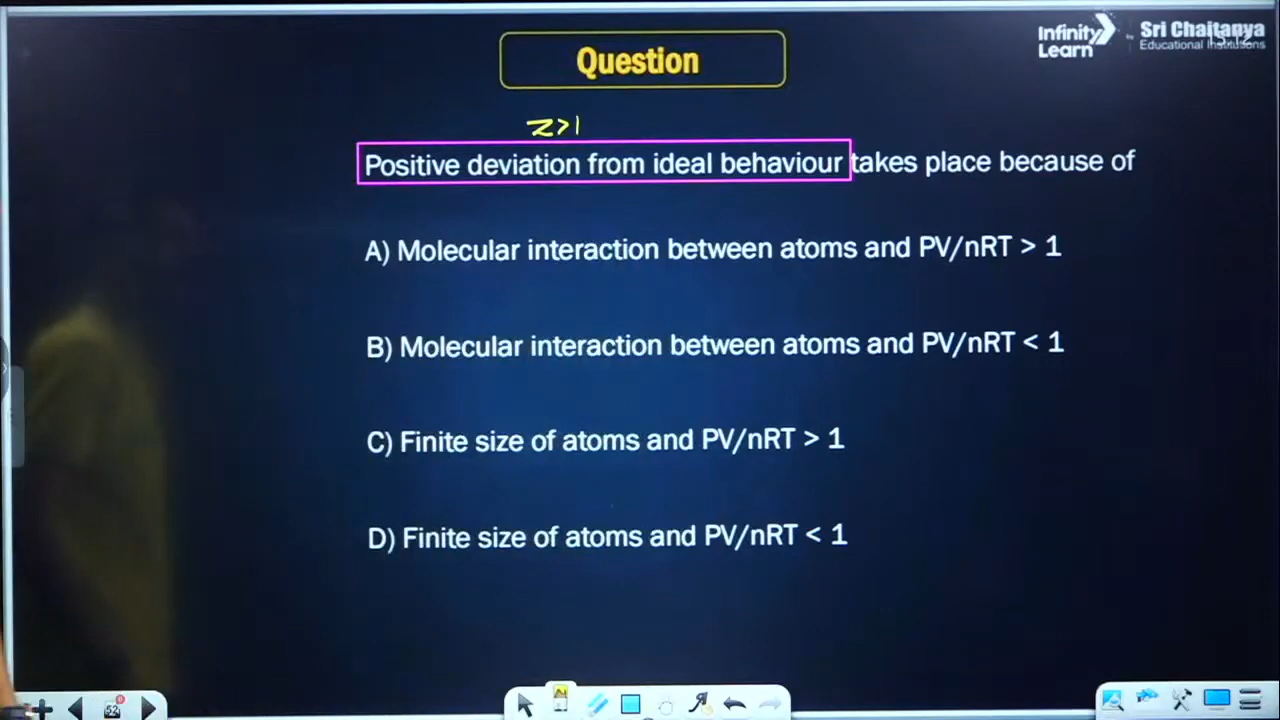 Infinity Learn
by Sri Chaitanya
Educational Institutions
Question
z>1
Positive deviation from ideal behaviour takes place because of
A) Molecular interaction between atoms and PV/nRT > 1
B) Molecular interaction between atoms and PV/nRT < 1
C) Finite size of atoms and PV/nRT > 1
D) Finite size of atoms and PV/nRT < 1
52